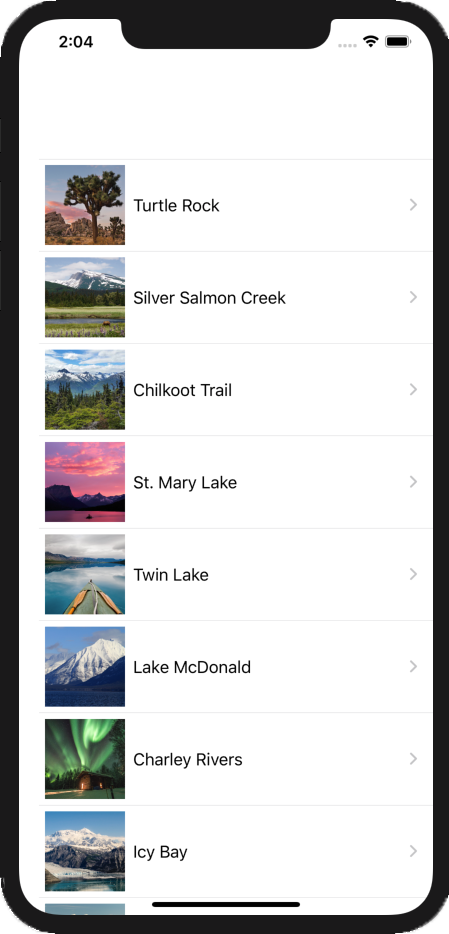 2:04
Turtle Rock
Silver Salmon Creek
Chilkoot Trail
St. Mary Lake
Twin Lake
Lake McDonald
Charley Rivers
Icy Bay